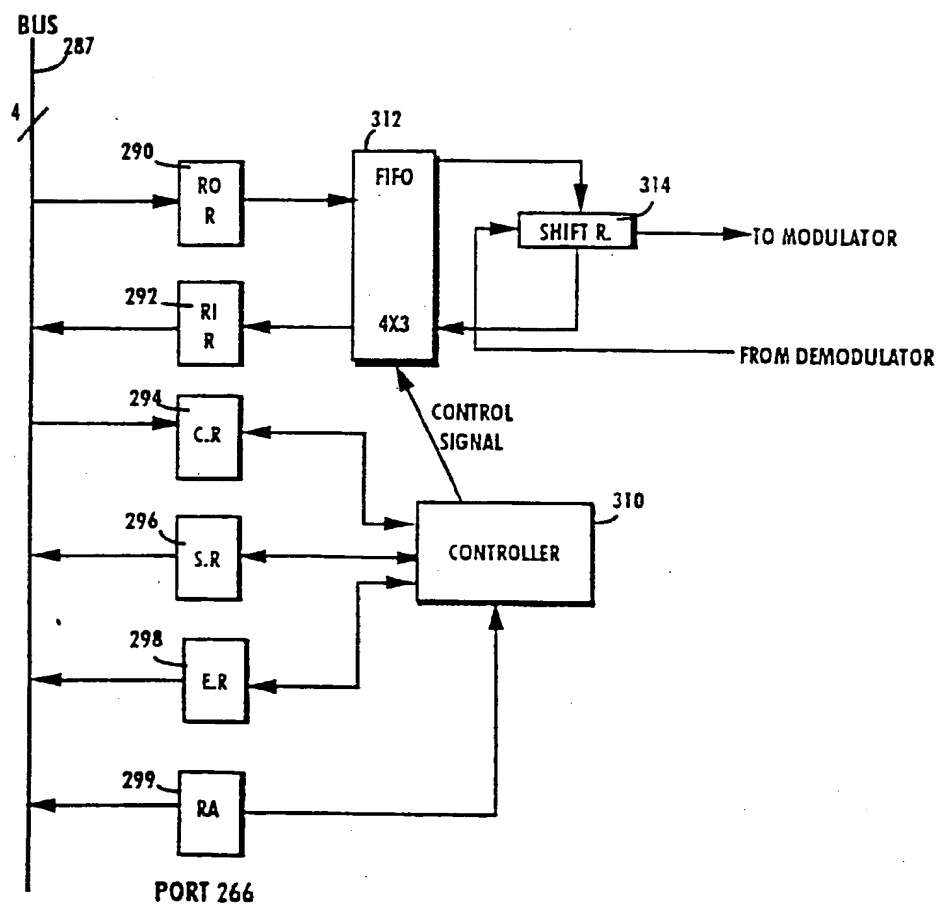 BUS
287
4
290
RO
R
312
FIFO
4X3
314
SHIFT R.
TO MODULATOR
292
RI
R
FROM DEMODULATOR
294
C.R
CONTROL
SIGNAL
296
S.R
310
CONTROLLER
298
E.R
299
RA
PORT 266